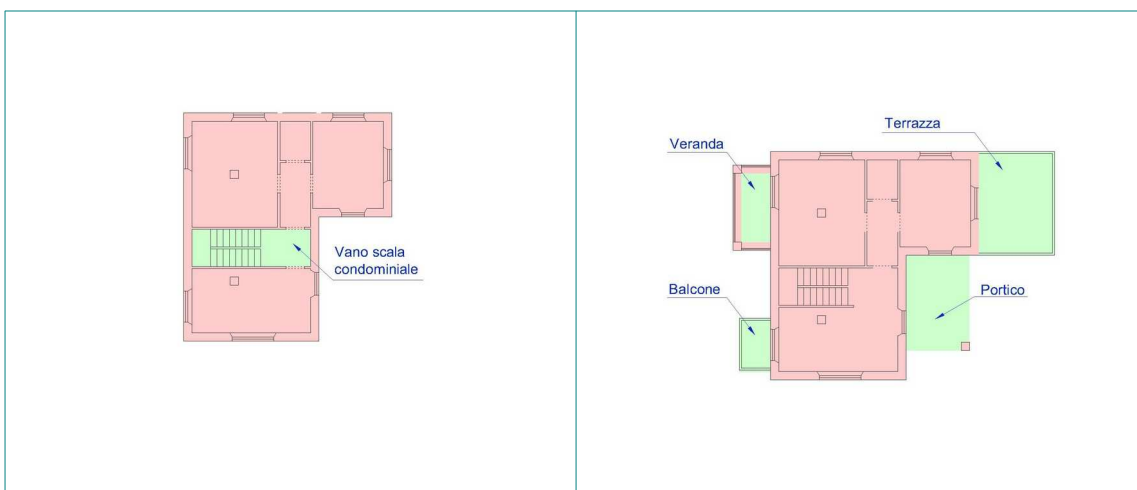 Vano scala
condominiale
Terrazza
Veranda
Balcone
Portico